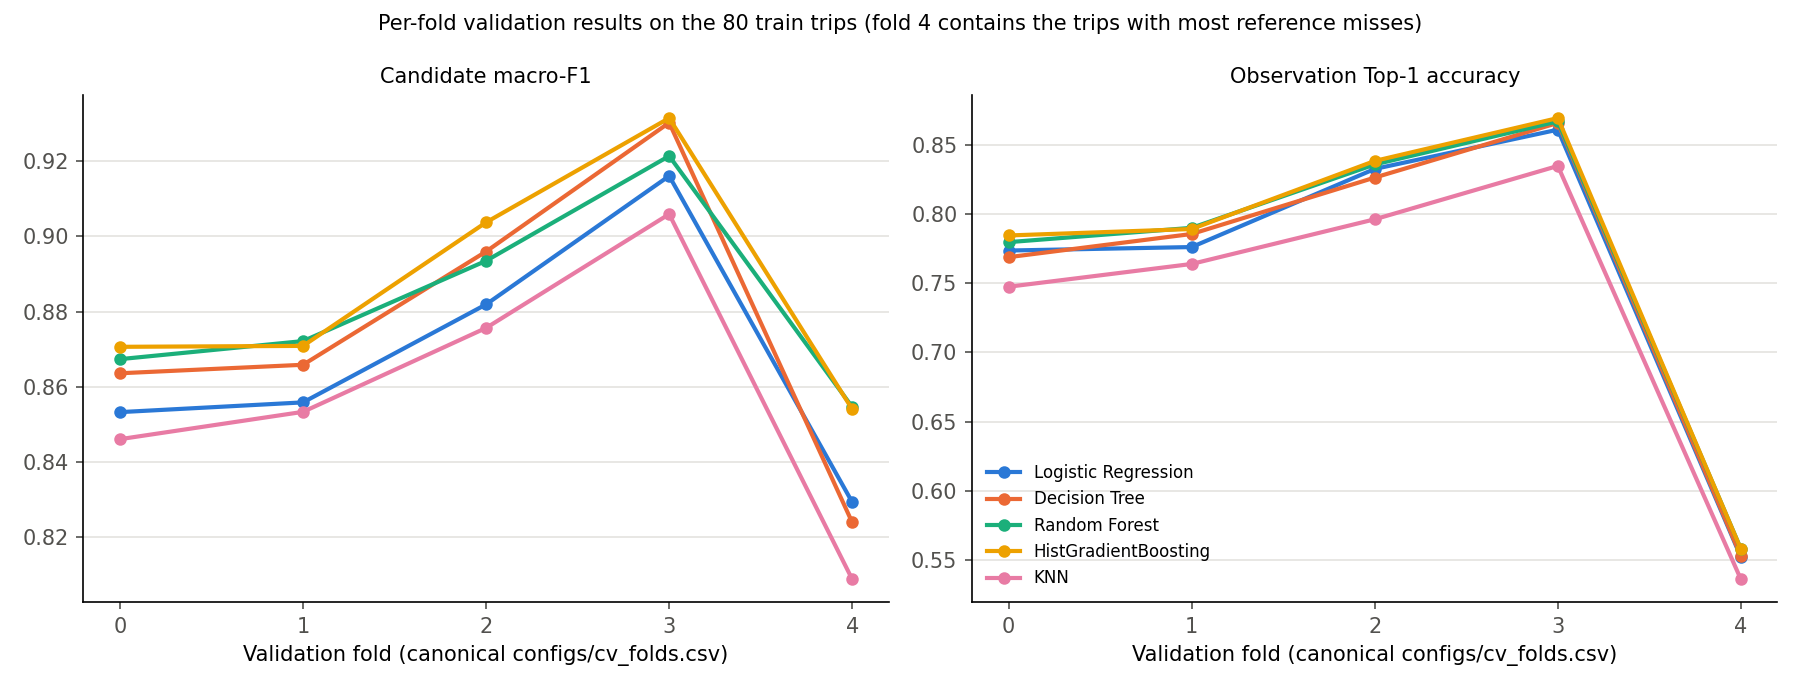 Per-fold validation results on the 80 train trips (fold 4 contains the trips with most reference misses)
Candidate macro-F1
0.92
0.90
0.88
0.86
0.84
0.82
0
1
2
3
4
Validation fold (canonical configs/cv_folds.csv)
Observation Top-1 accuracy
0.85
0.80
0.75
0.70
0.65
0.60
0.55
Logistic Regression
Decision Tree
Random Forest
HistGradientBoosting
KNN
0
1
2
3
4
Validation fold (canonical configs/cv_folds.csv)